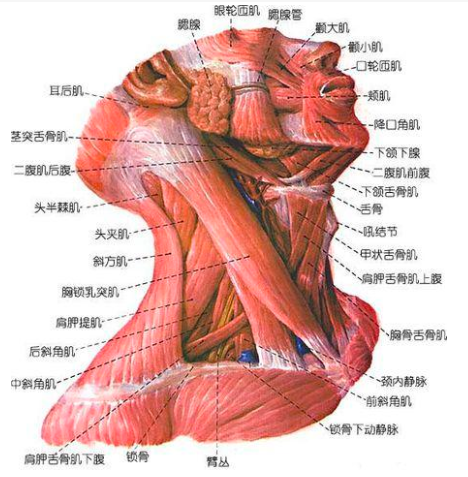 眼轮匝肌
腮腺
腮腺管
颧大肌
颧小肌
口轮匝肌
颊肌
降口角肌
下颌下腺
二腹肌前腹
下颌舌骨肌
舌骨
吼结节
甲状舌骨肌
肩胛舌骨肌上腹
胸骨舌骨肌
颈内静脉
前斜角肌
锁骨下动静脉
耳后肌
茎突舌骨肌
二腹肌后腹
头半棘肌
头夹肌
斜方肌
胸锁乳突肌
肩胛提肌
后斜角肌
中斜角肌
肩胛舌骨肌下腹
锁骨
臂丛